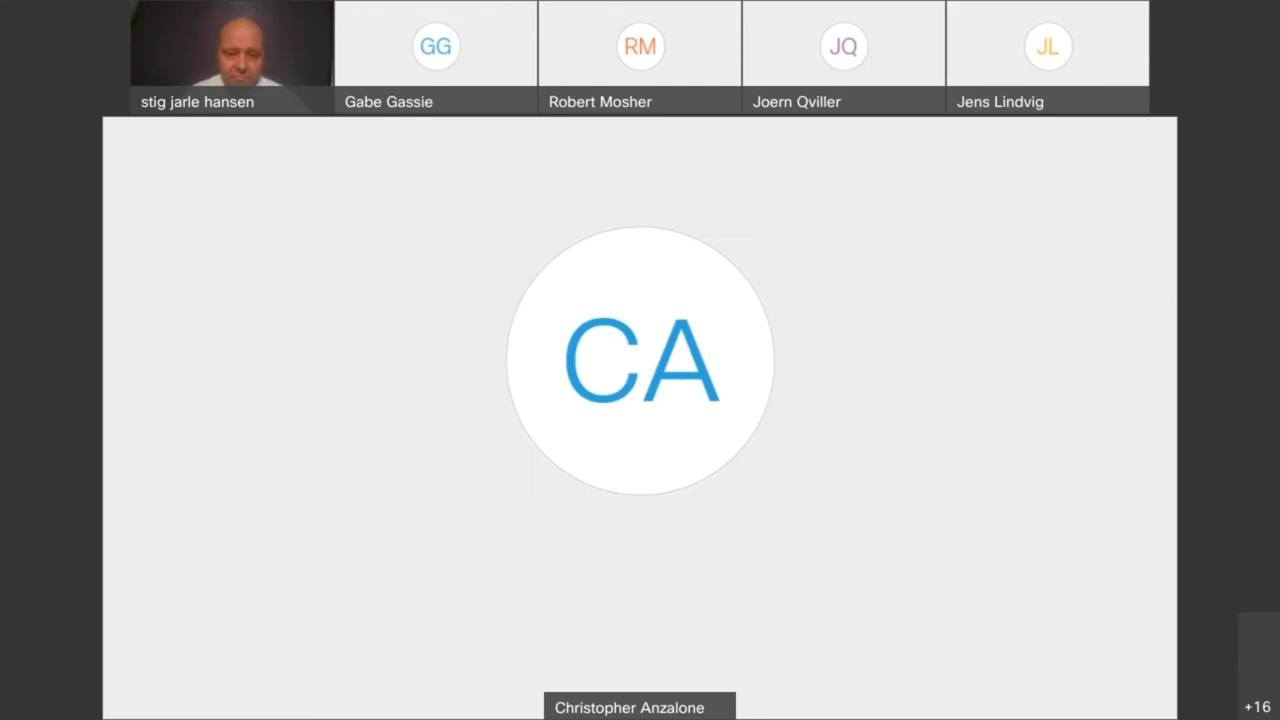 GG
RM
JQ
JL
stig jarle hansen
Gabe Gassie
Robert Mosher
Joern Qviller
Jens Lindvig
CA
Christopher Anzalone
+16